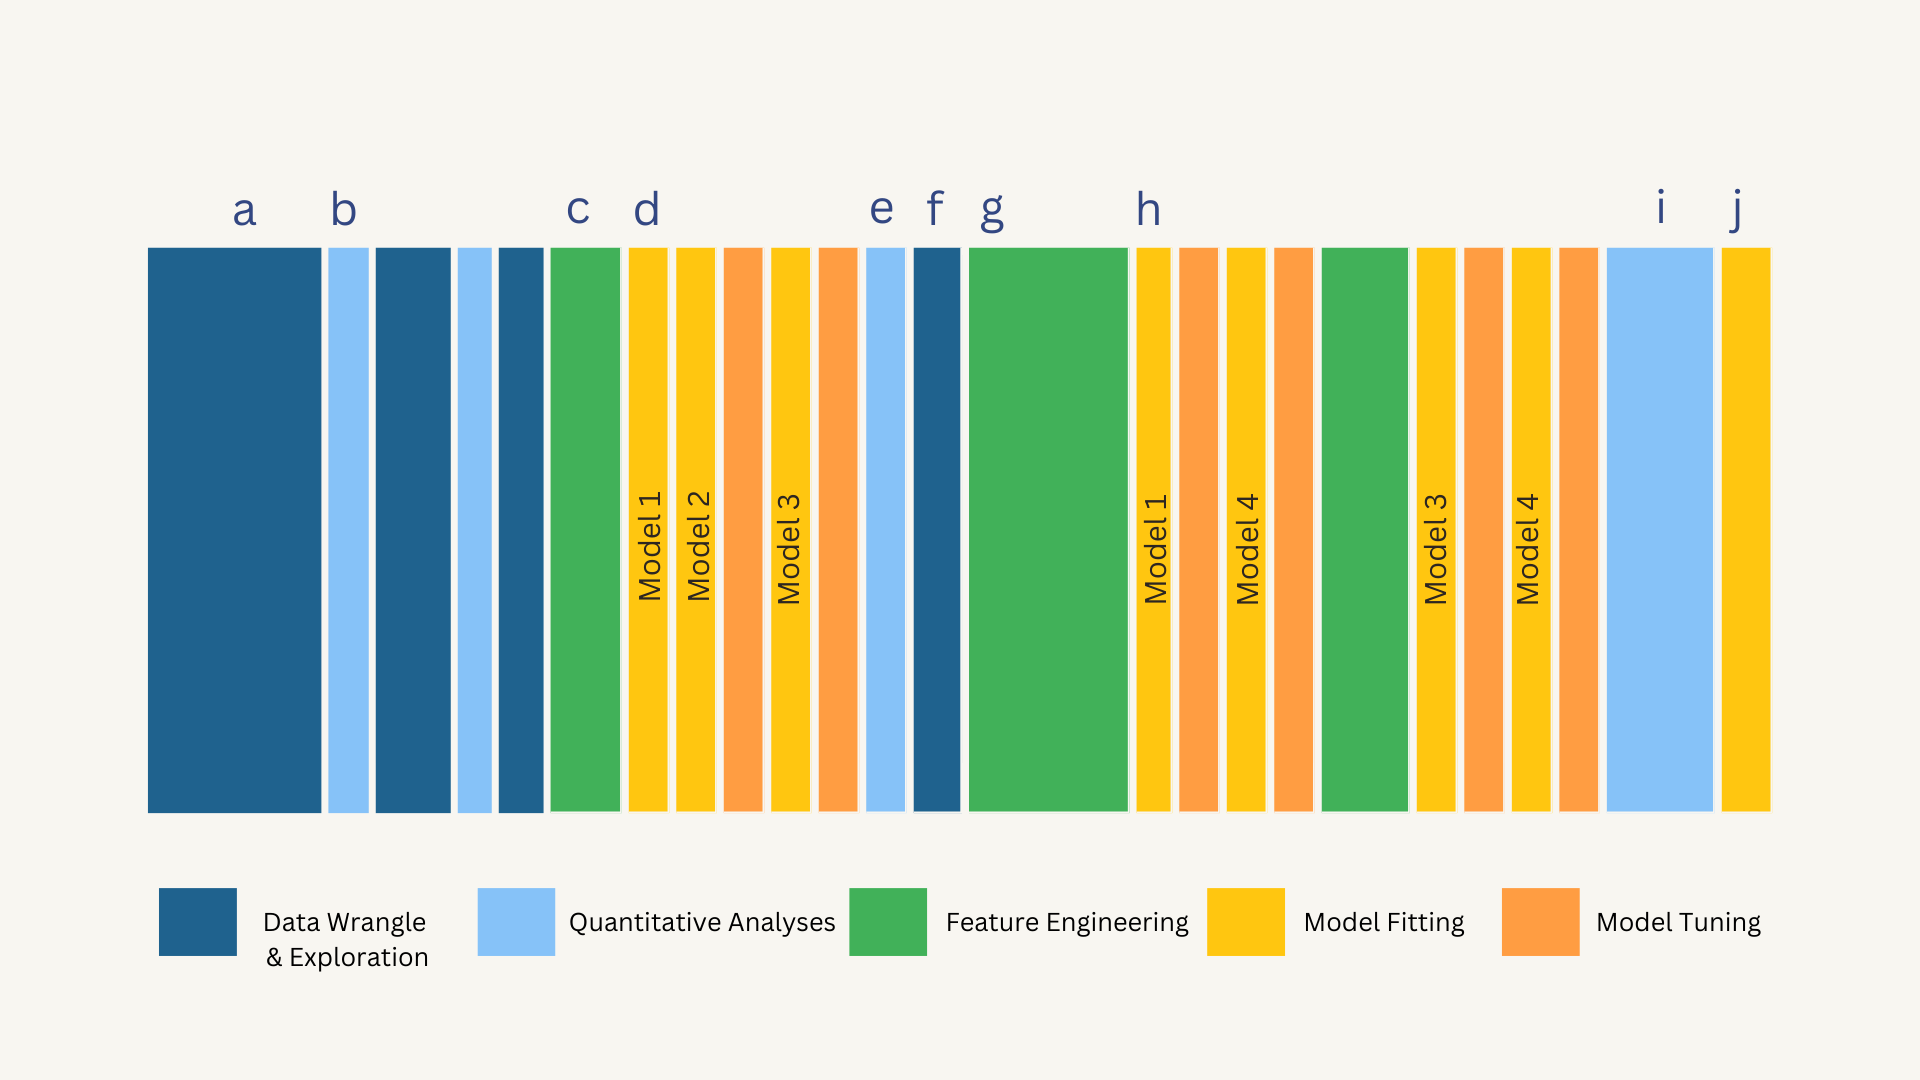 a
b
c
d
e
f
g
h
i
j
Model 1
Model 2
Model 3
Model 1
Model 4
Model 3
Model 4
Data Wrangle
& Exploration
Quantitative Analyses
Feature Engineering
Model Fitting
Model Tuning